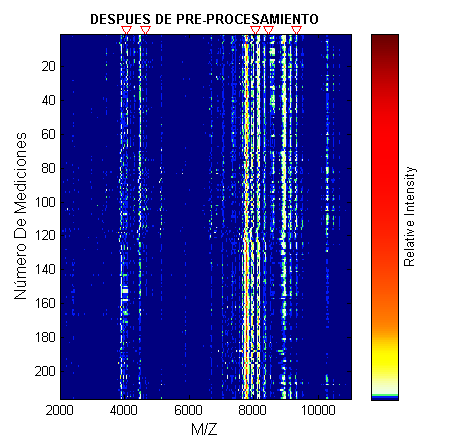 DESPUES DE PRE-PROCESAMIENTO
20
40
60
80
100
120
140
160
180
200
Número De Mediciones
2000 4000 6000 8000 10000
M/Z
Relative Intensity